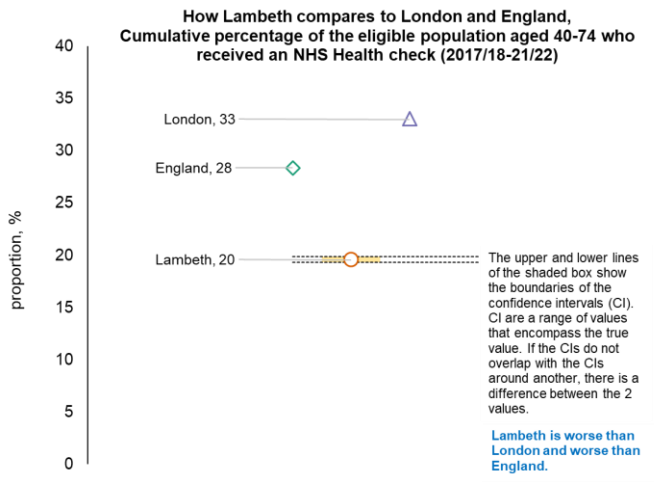 How Lambeth compares to London and England,
Cumulative percentage of the eligible population aged 40-74 who
received an NHS Health check (2017/18-21/22)
40
35
London, 33
30
England, 28
25
proportion, %
20
Lambeth, 20
15
10
5
0
The upper and lower lines
of the shaded box show
the boundaries of the
confidence intervals (CI).
CI are a range of values
that encompass the true
value. If the CIs do not
overlap with the CIs
around another, there is a
difference between the 2
values.
Lambeth is worse than
London and worse than
England.